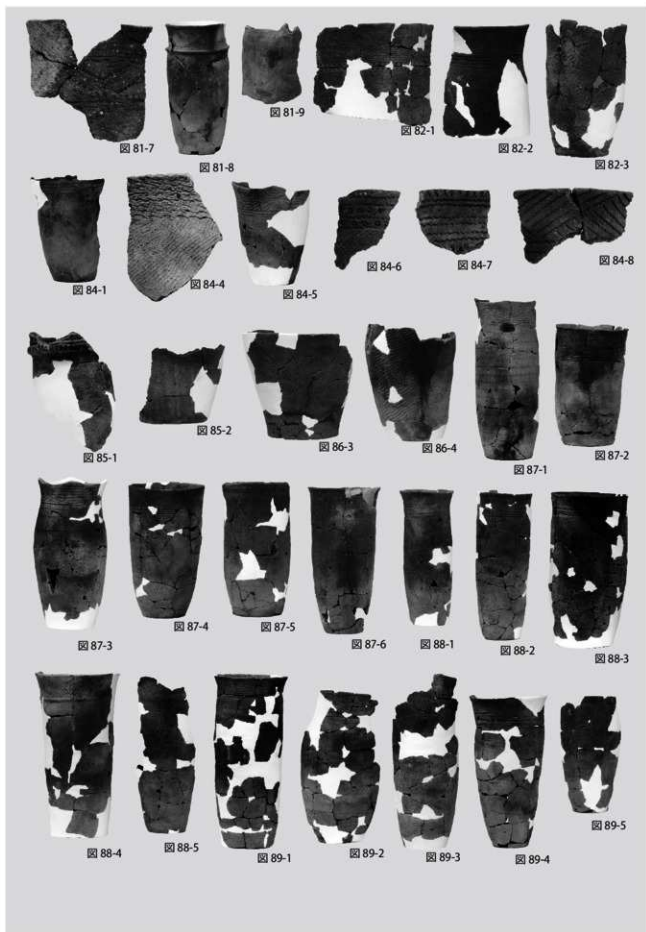 図 81-7
図 81-8
図 81-9
図 82-1
図 82-2
図 82-3
図 84-1
図 84-4
図 84-5
図 84-6
図 84-7
図 84-8
図 85-1
図 85-2
図 86-3
図 86-4
図 87-1
図 87-2
図 87-3
図 87-4
図 87-5
図 87-6
図 88-1
図 88-2
図 88-3
図 88-4
図 88-5
図 89-1
図 89-2
図 89-3
図 89-4
図 89-5